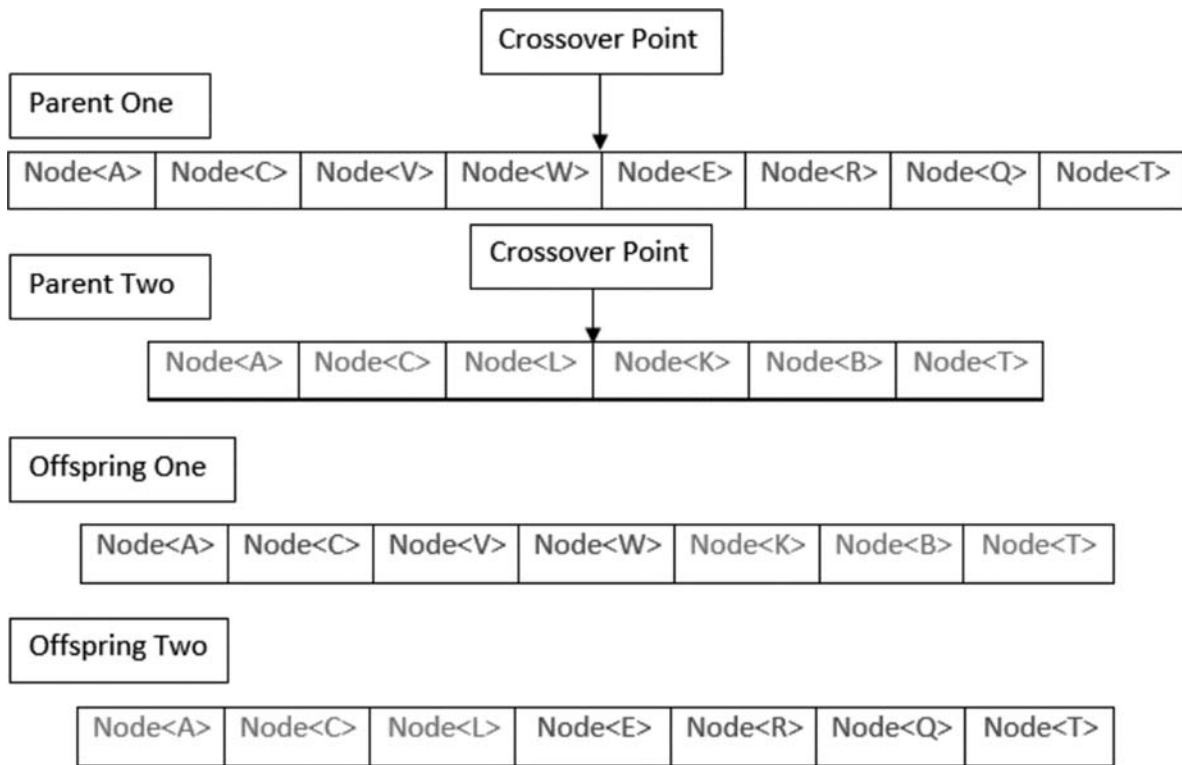 Crossover Point
Parent One
Node<A> Node<C> Node<V> Node<W> Node<E> Node<R> Node<Q> Node<T>
Crossover Point
Parent Two
Node<A> Node<C> Node<L> Node<K> Node<B> Node<T>
Offspring One
Node<A> Node<C> Node<V> Node<W> Node<K> Node<B> Node<T>
Offspring Two
Node<A> Node<C> Node<L> Node<E> Node<R> Node<Q> Node<T>